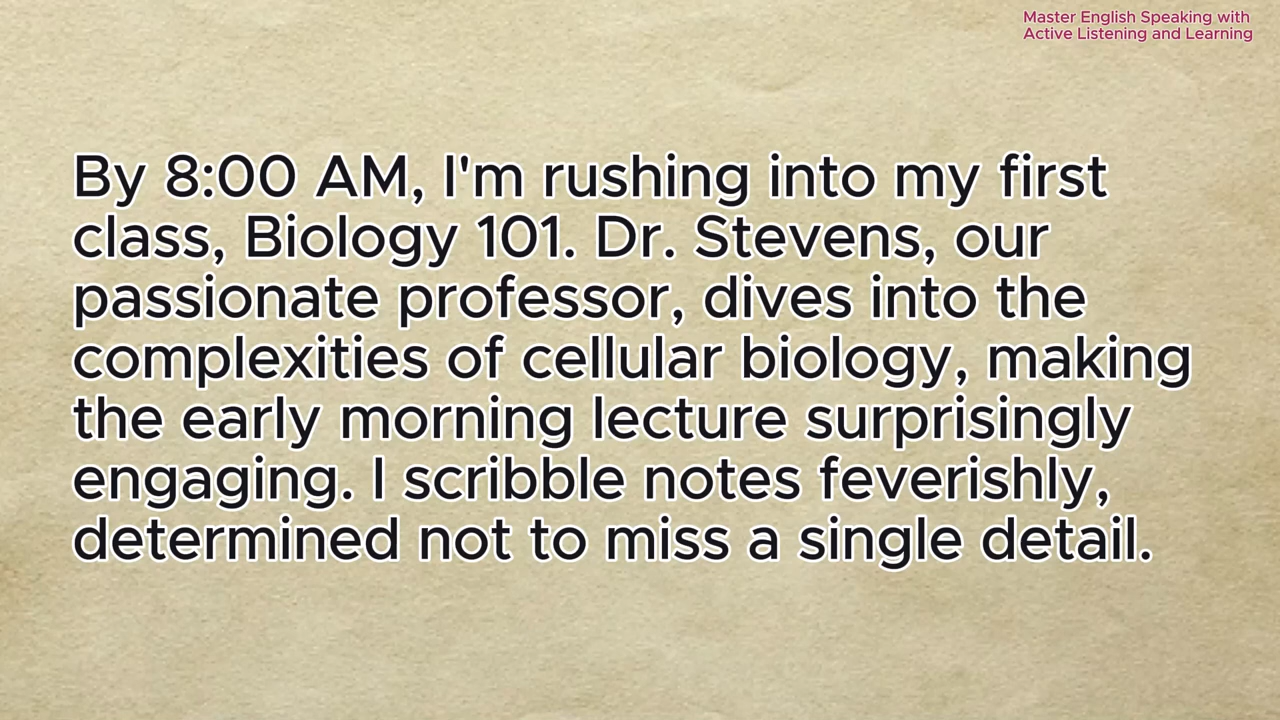 Master English Speaking with
Active Listening and Learning
By 8:00 AM, I'm rushing into my first
class, Biology 101. Dr. Stevens, our
passionate professor, dives into the
complexities of cellular biology, making
the early morning lecture surprisingly
engaging. I scribble notes feverishly,
determined not to miss a single detail.